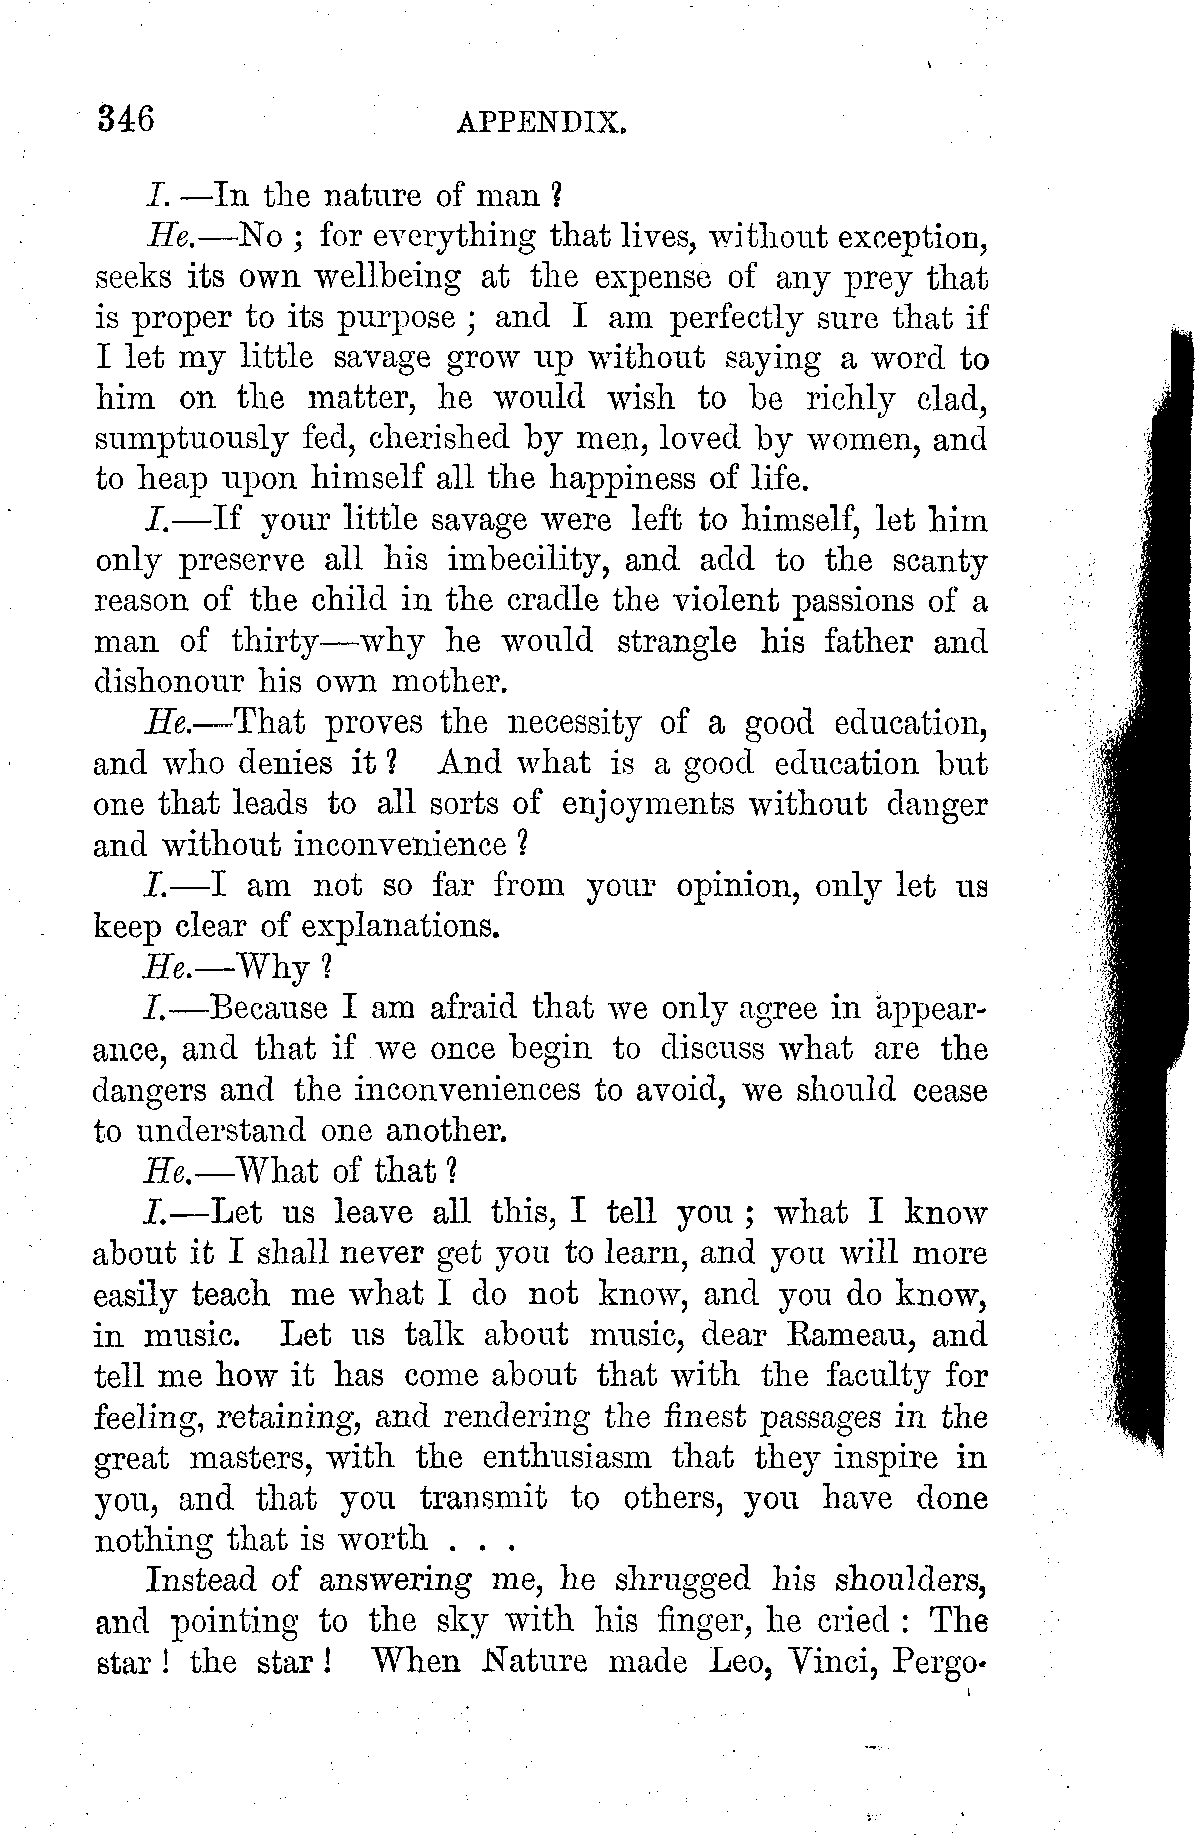 346 APPENDIX.
I. —In the nature of man ?
He.—No ; for everything that lives, without exception,
seeks its own wellbeing at the expense of any prey that
is proper to its purpose ; and I am perfectly sure that if
I let my little savage grow up without saying a word to
him on the matter, he would wish to be richly clad,
sumptuously fed, cherished by men, loved by women, and
to heap upon himself all the happiness of life.
I.—If your little savage were left to himself, let him
only preserve all his imbecility, and add to the scanty
reason of the child in the cradle the violent passions of a
man of thirty—why he would strangle his father and
dishonour his own mother.
He.—That proves the necessity of a good education,
and who denies it ? And what is a good education but
one that leads to all sorts of enjoyments without danger
and without inconvenience ?
I.—I am not so far from your opinion, only let us
keep clear of explanations.
He.—Why ?
I.—Because I am afraid that we only agree in appear-
ance, and that if we once begin to discuss what are the
dangers and the inconveniences to avoid, we should cease
to understand one another.
He.—What of that ?
I.—Let us leave all this, I tell you ; what I know
about it I shall never get you to learn, and you will more
easily teach me what I do not know, and you do know,
in music. Let us talk about music, dear Rameau, and
tell me how it has come about that with the faculty for
feeling, retaining, and rendering the finest passages in the
great masters, with the enthusiasm that they inspire in
you, and that you transmit to others, you have done
nothing that is worth . . .
Instead of answering me, he shrugged his shoulders,
and pointing to the sky with his finger, he cried : The
star ! the star ! When Nature made Leo, Vinci, Pergo-